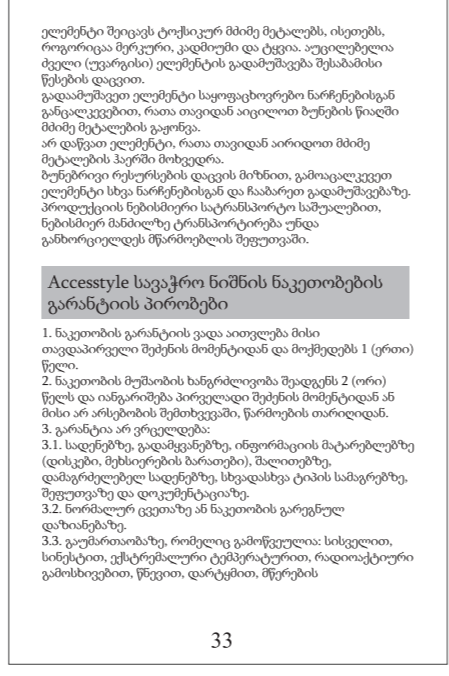 ელემენტი შეიცავს ტოქსიკურ მძიმე მეტალებს, ისეთებს,
როგორიცაა მერკური, კადმიუმი და ტყვია. აუცილებელია
ძველი (უვარგისი) ელემენტის გადამუშავება შესაბამისი
წესების დაცვით.
გადაამუშავეთ ელემენტი საყოფაცხოვრებო ნარჩენებისგან
განცალკევებით, რათა თავიდან აიცილოთ ბუნების წიაღში
მძიმე მეტალების გაჟონვა.
არ დაწვათ ელემენტი, რათა თავიდან აირიდოთ მძიმე
მეტალების ჰაერში მოხვედრა.
ბუნებრივი რესურსების დაცვის მიზნით, გამოაცალკევეთ
ელემენტი სხვა ნარჩენებისგან და ჩააბარეთ გადამუშავებაზე.
პროდუქციის ნებისმიერი სატრანსპორტო საშუალებით,
ნებისმიერ მანძილზე ტრანსპორტირება უნდა
განხორციელდეს მწარმოებლის შეფუთვაში.
Accesstyle სავაჭრო ნიშნის ნაკეთობების
გარანტიის პირობები
1. ნაკეთობის გარანტიის ვადა აითვლება მისი
თავდაპირველი შეძენის მომენტიდან და მოქმედებს 1 (ერთი)
წელი.
2. ნაკეთობის მუშაობის ხანგრძლივობა შეადგენს 2 (ორი)
წელს და იანგარიშება პირველადი შეძენის მომენტიდან ან
მისი არ არსებობის შემთხვევაში, წარმოების თარიღიდან.
3. გარანტია არ ვრცელდება:
3.1. სადენებზე, გადამყვანებზე, ინფორმაციის მატარებლებზე
(დისკები, მეხსიერების ბარათები), შალითებზე,
დამაგრძელებელ სადენებზე, სხვადასხვა ტიპის სამაგრებზე,
შეფუთვაზე და დოკუმენტაციაზე.
3.2. ნორმალურ ცვეთაზე ან ნაკეთობის გარეგნულ
დაზიანებაზე.
3.3. გაუმართაობაზე, რომელიც გამოწვეულია: სისველით,
სინესტით, ექსტრემალური ტემპერატურით, რადიოაქტიური
გამოსხივებით, წნევით, დარტყმით, მწერების
33